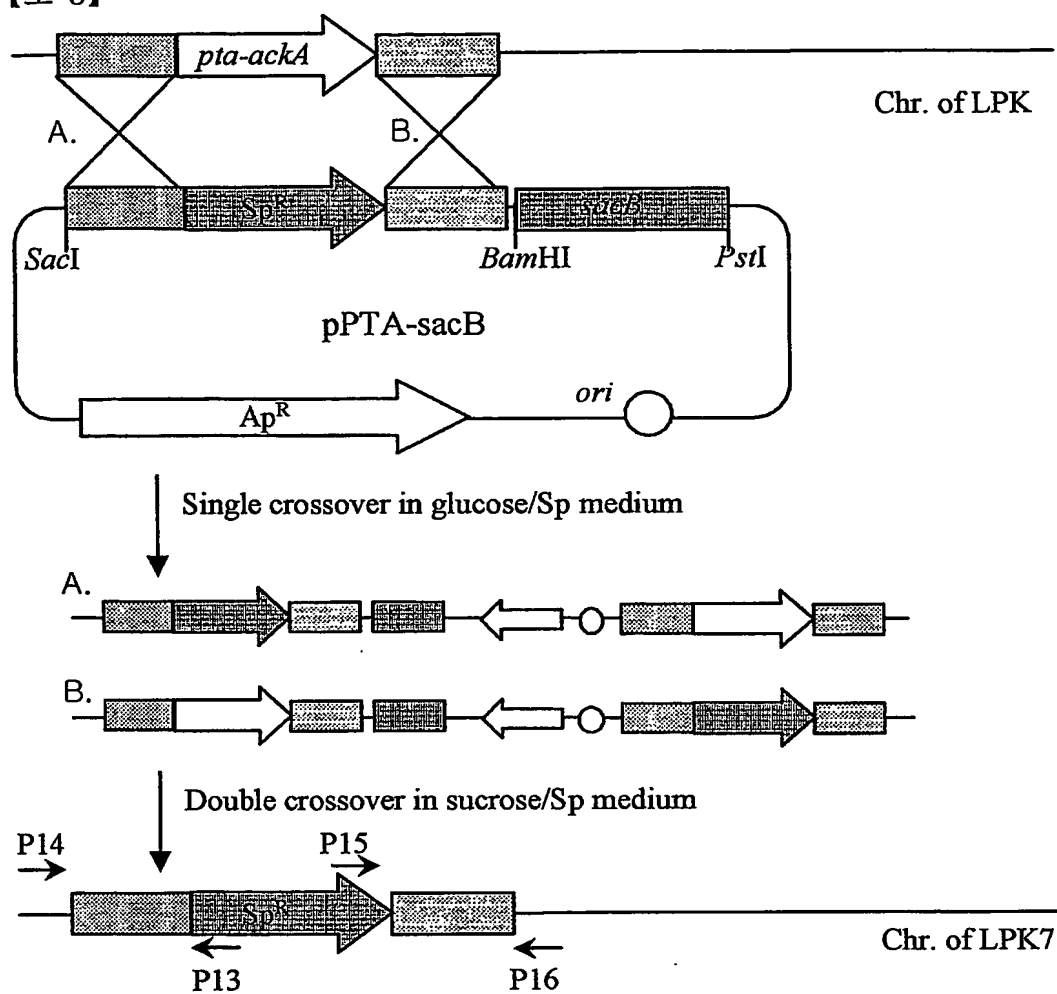 pta-ackA
Chr. of LPK
A.
B.
Sp^R
sacB
SacI
BamHI
PstI
pPTA-sacB
ori
Ap^R
Single crossover in glucose/Sp medium
A.
B.
Double crossover in sucrose/Sp medium
P14
P15
Sp^R
Chr. of LPK7
P13
P16